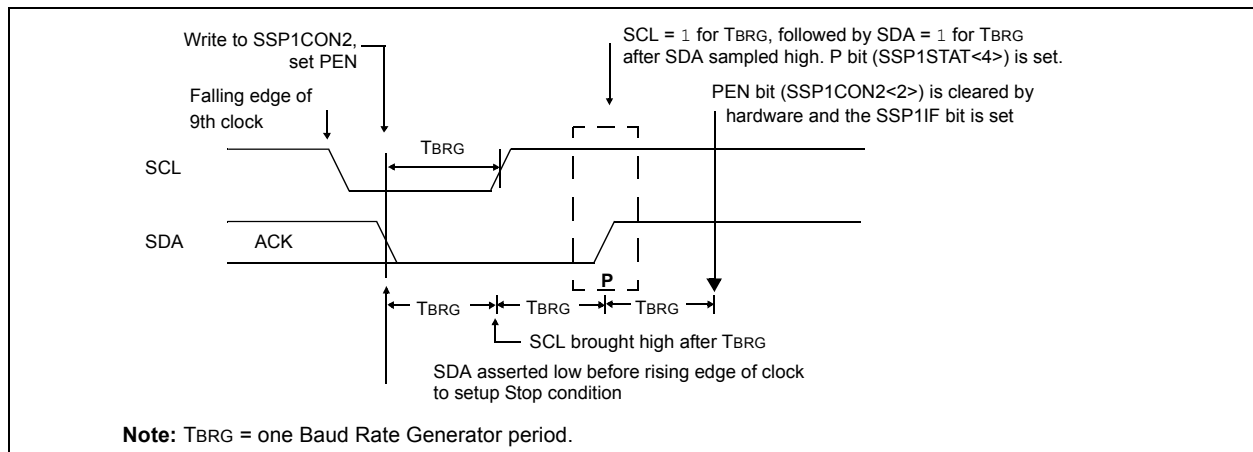 Write to SSP1CON2,
set PEN
SCL = 1 for TBRG, followed by SDA = 1 for TBRG
after SDA sampled high. P bit (SSP1STAT<4>) is set.
Falling edge of
9th clock
PEN bit (SSP1CON2<2>) is cleared by
hardware and the SSP1IF bit is set
TBRG
SCL
SDA
ACK
P
TBRG
TBRG
TBRG
SCL brought high after TBRG
SDA asserted low before rising edge of clock
to setup Stop condition
Note: TBRG = one Baud Rate Generator period.